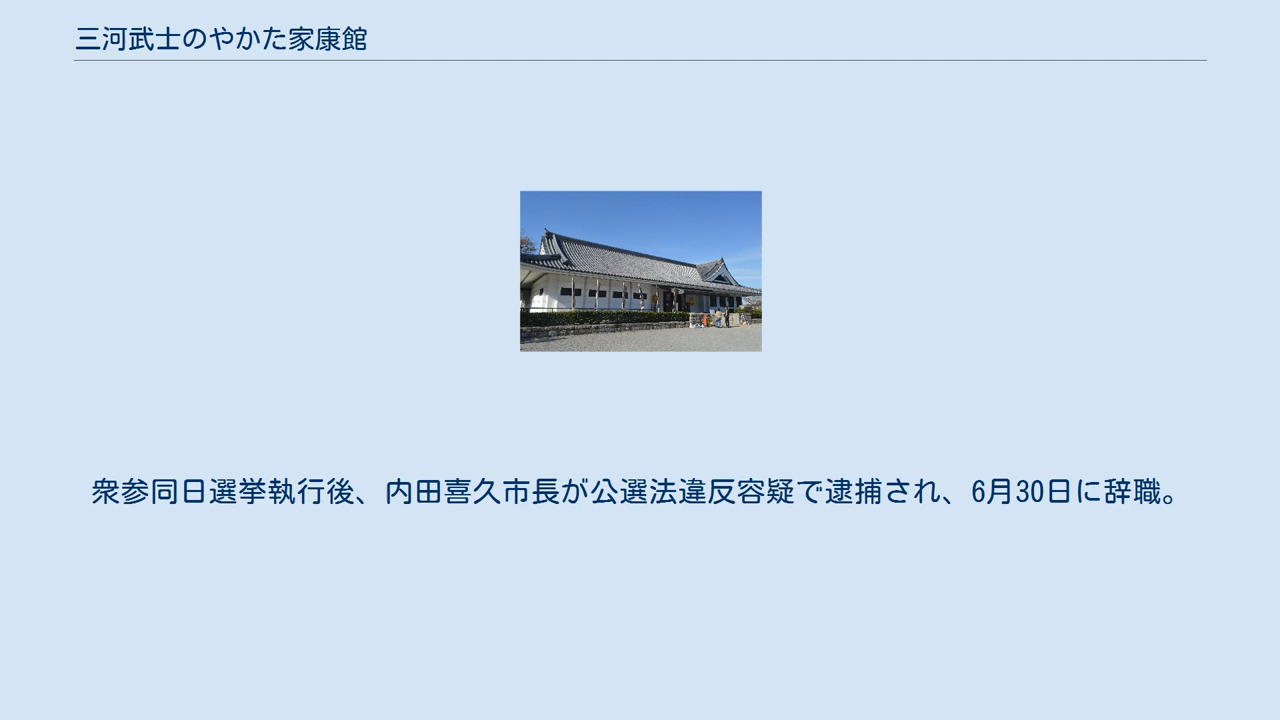 三河武士のやかた家康館
衆参同日選挙執行後、内田喜久市長が公選法違反容疑で逮捕され、6月30日に辞職。